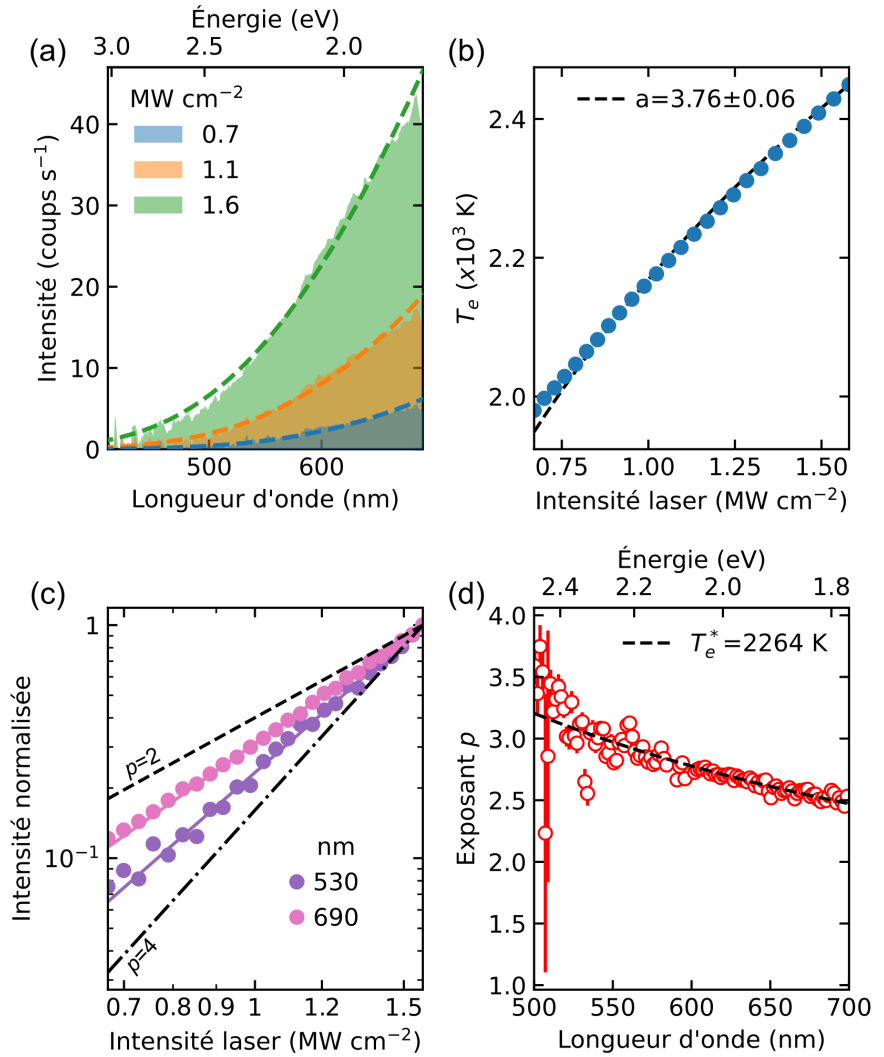 (a)
Énergie (eV)
3.0 2.5 2.0
MW cm⁻²
0.7
1.1
1.6
Intensité (coups s⁻¹)
40
30
20
10
0
500 600
Longueur d'onde (nm)
(b)
a=3.76±0.06
Tₑ (x10³ K)
2.4
2.2
2.0
0.75 1.00 1.25 1.50
Intensité laser (MW cm⁻²)
(c)
Intensité normalisée
1
10⁻¹
p=2
p=4
nm
530
690
0.7 0.8 0.9 1 1.2 1.5
Intensité laser (MW cm⁻²)
(d)
Énergie (eV)
2.4 2.2 2.0 1.8
Tₑ*=2264 K
Exposant p
4.0
3.5
3.0
2.5
2.0
1.5
1.0
500 550 600 650 700
Longueur d'onde (nm)